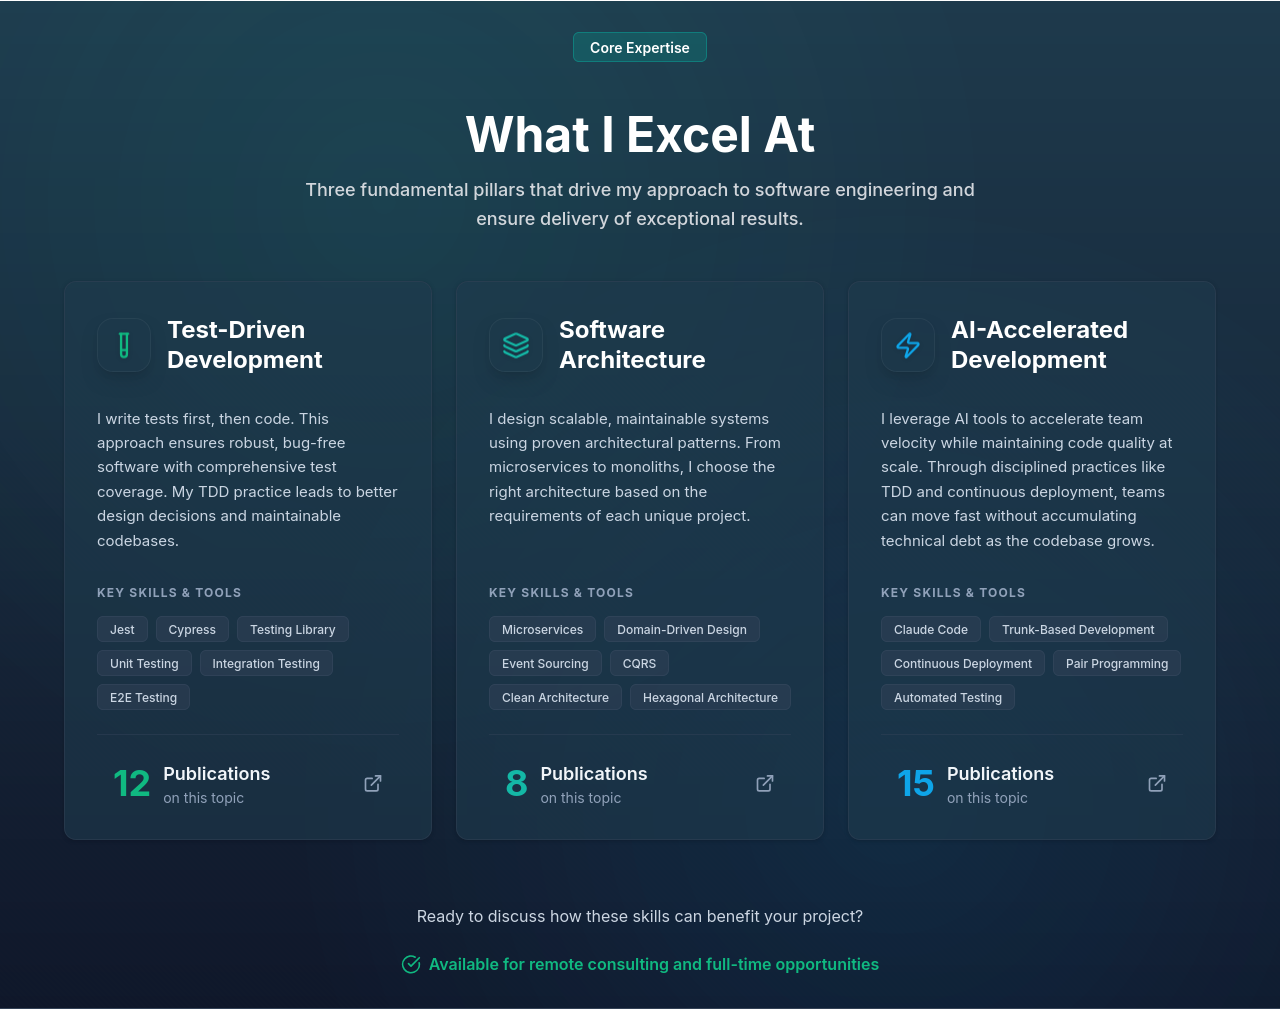 Core Expertise
What I Excel At
Three fundamental pillars that drive my approach to software engineering and
ensure delivery of exceptional results.
Test-Driven
Development
I write tests first, then code. This
approach ensures robust, bug-free
software with comprehensive test
coverage. My TDD practice leads to better
design decisions and maintainable
codebases.
KEY SKILLS & TOOLS
Jest
Cypress
Testing Library
Unit Testing
Integration Testing
E2E Testing
12
Publications
on this topic
Software
Architecture
I design scalable, maintainable systems
using proven architectural patterns. From
microservices to monoliths, I choose the
right architecture based on the
requirements of each unique project.
KEY SKILLS & TOOLS
Microservices
Domain-Driven Design
Event Sourcing
CQRS
Clean Architecture
Hexagonal Architecture
8
Publications
on this topic
AI-Accelerated
Development
I leverage AI tools to accelerate team
velocity while maintaining code quality at
scale. Through disciplined practices like
TDD and continuous deployment, teams
can move fast without accumulating
technical debt as the codebase grows.
KEY SKILLS & TOOLS
Claude Code
Trunk-Based Development
Continuous Deployment
Pair Programming
Automated Testing
15
Publications
on this topic
Ready to discuss how these skills can benefit your project?
Available for remote consulting and full-time opportunities